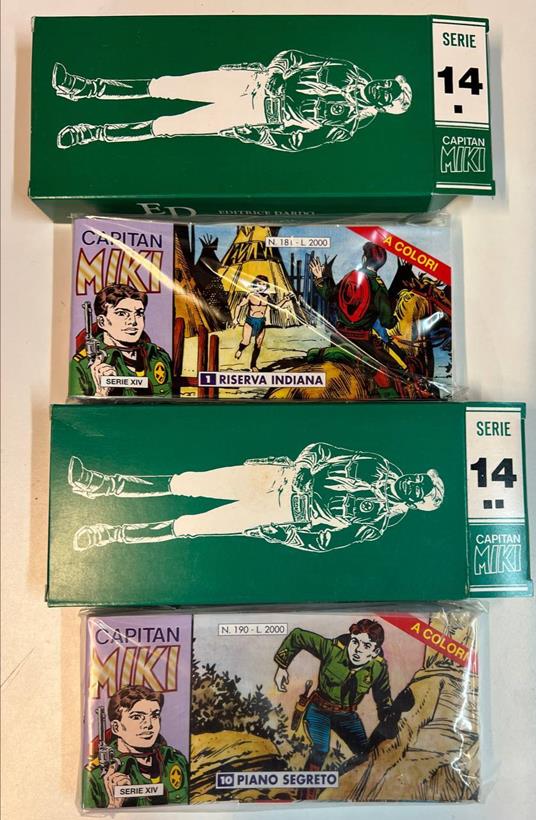 SERIE
14
CAPITAN
MIKI
ED EDITRICE DARDO
CAPITAN
MIKI
N. 181 - L. 2000
A COLORI
SERIE XIV
1 RISERVA INDIANA
SERIE
14
CAPITAN
MIKI
CAPITAN
MIKI
N. 190 - L. 2000
A COLORI
SERIE XIV
10 PIANO SEGRETO